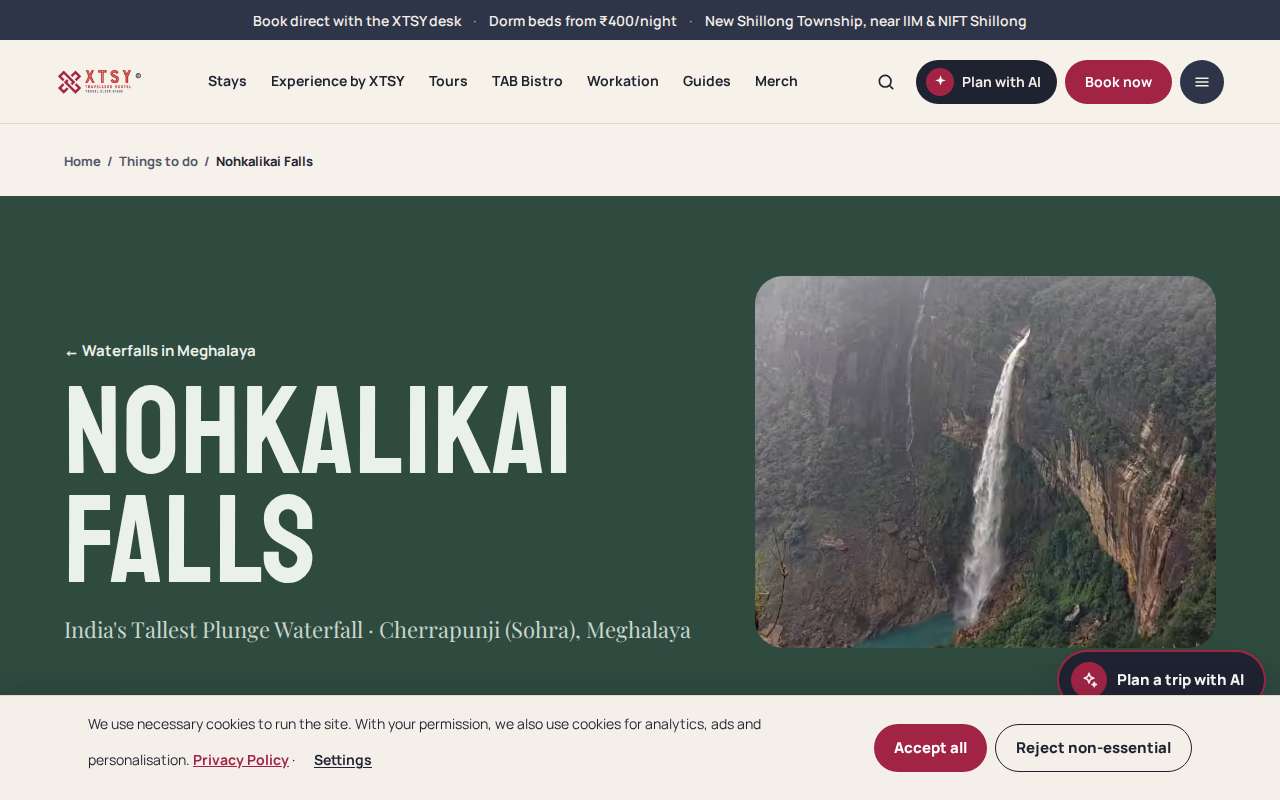 Book direct with the XTSY desk · Dorm beds from ₹400/night · New Shillong Township, near IIM & NIFT Shillong
XTSY
Stays Experience by XTSY Tours TAB Bistro Workation Guides Merch Plan with AI Book now
Home / Things to do / Nohkalikai Falls
← Waterfalls in Meghalaya
NOHKALIKAI
FALLS
India's Tallest Plunge Waterfall · Cherrapunji (Sohra), Meghalaya
Plan a trip with AI
We use necessary cookies to run the site. With your permission, we also use cookies for analytics, ads and
personalisation. Privacy Policy · Settings
Accept all Reject non-essential